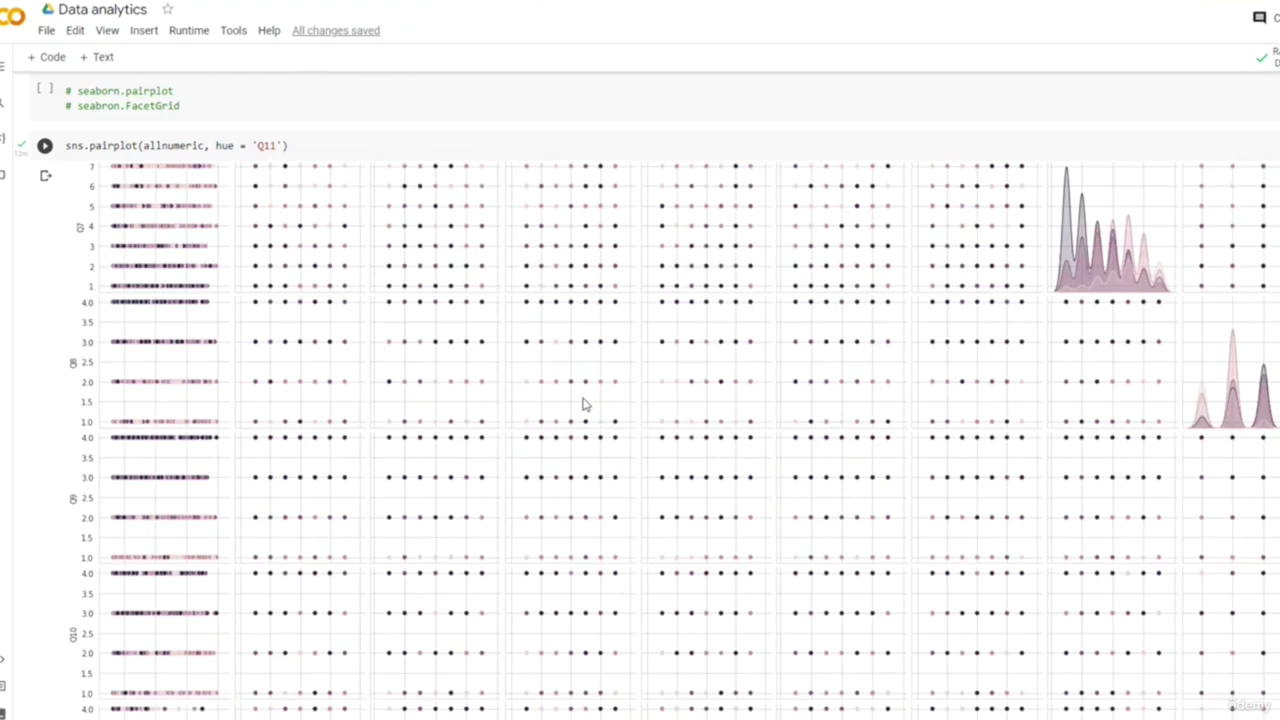 Data analytics
File Edit View Insert Runtime Tools Help All changes saved
+ Code + Text
[ ] # seaborn.pairplot
# seabron.FacetGrid
sns.pairplot(allnumeric, hue = 'Q11')
12m
7
6
5
Q7 4
3
2
1
4.0
3.5
3.0
Q8 2.5
2.0
1.5
1.0
4.0
3.5
3.0
Q9 2.5
2.0
1.5
1.0
4.0
3.5
3.0
Q10 2.5
2.0
1.5
1.0
4.0
Udemy